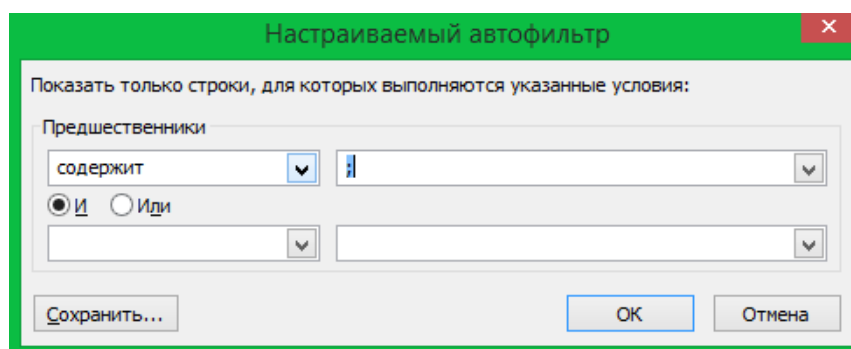 Настраиваемый автофильтр
Показать только строки, для которых выполняются указанные условия:
Предшественники
содержит ;
И Или
Сохранить... ОК Отмена